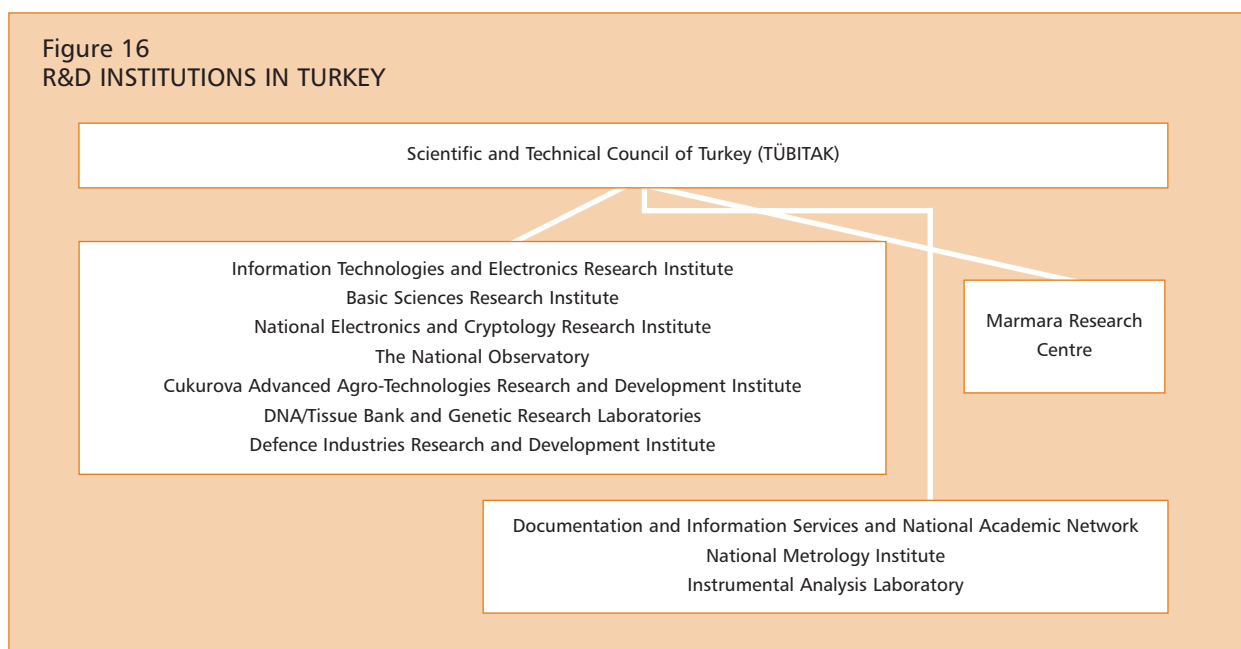 Figure 16
R&D INSTITUTIONS IN TURKEY
Scientific and Technical Council of Turkey (TÜBITAK)
Information Technologies and Electronics Research Institute
Basic Sciences Research Institute
National Electronics and Cryptology Research Institute
The National Observatory
Cukurova Advanced Agro-Technologies Research and Development Institute
DNA/Tissue Bank and Genetic Research Laboratories
Defence Industries Research and Development Institute
Marmara Research
Centre
Documentation and Information Services and National Academic Network
National Metrology Institute
Instrumental Analysis Laboratory